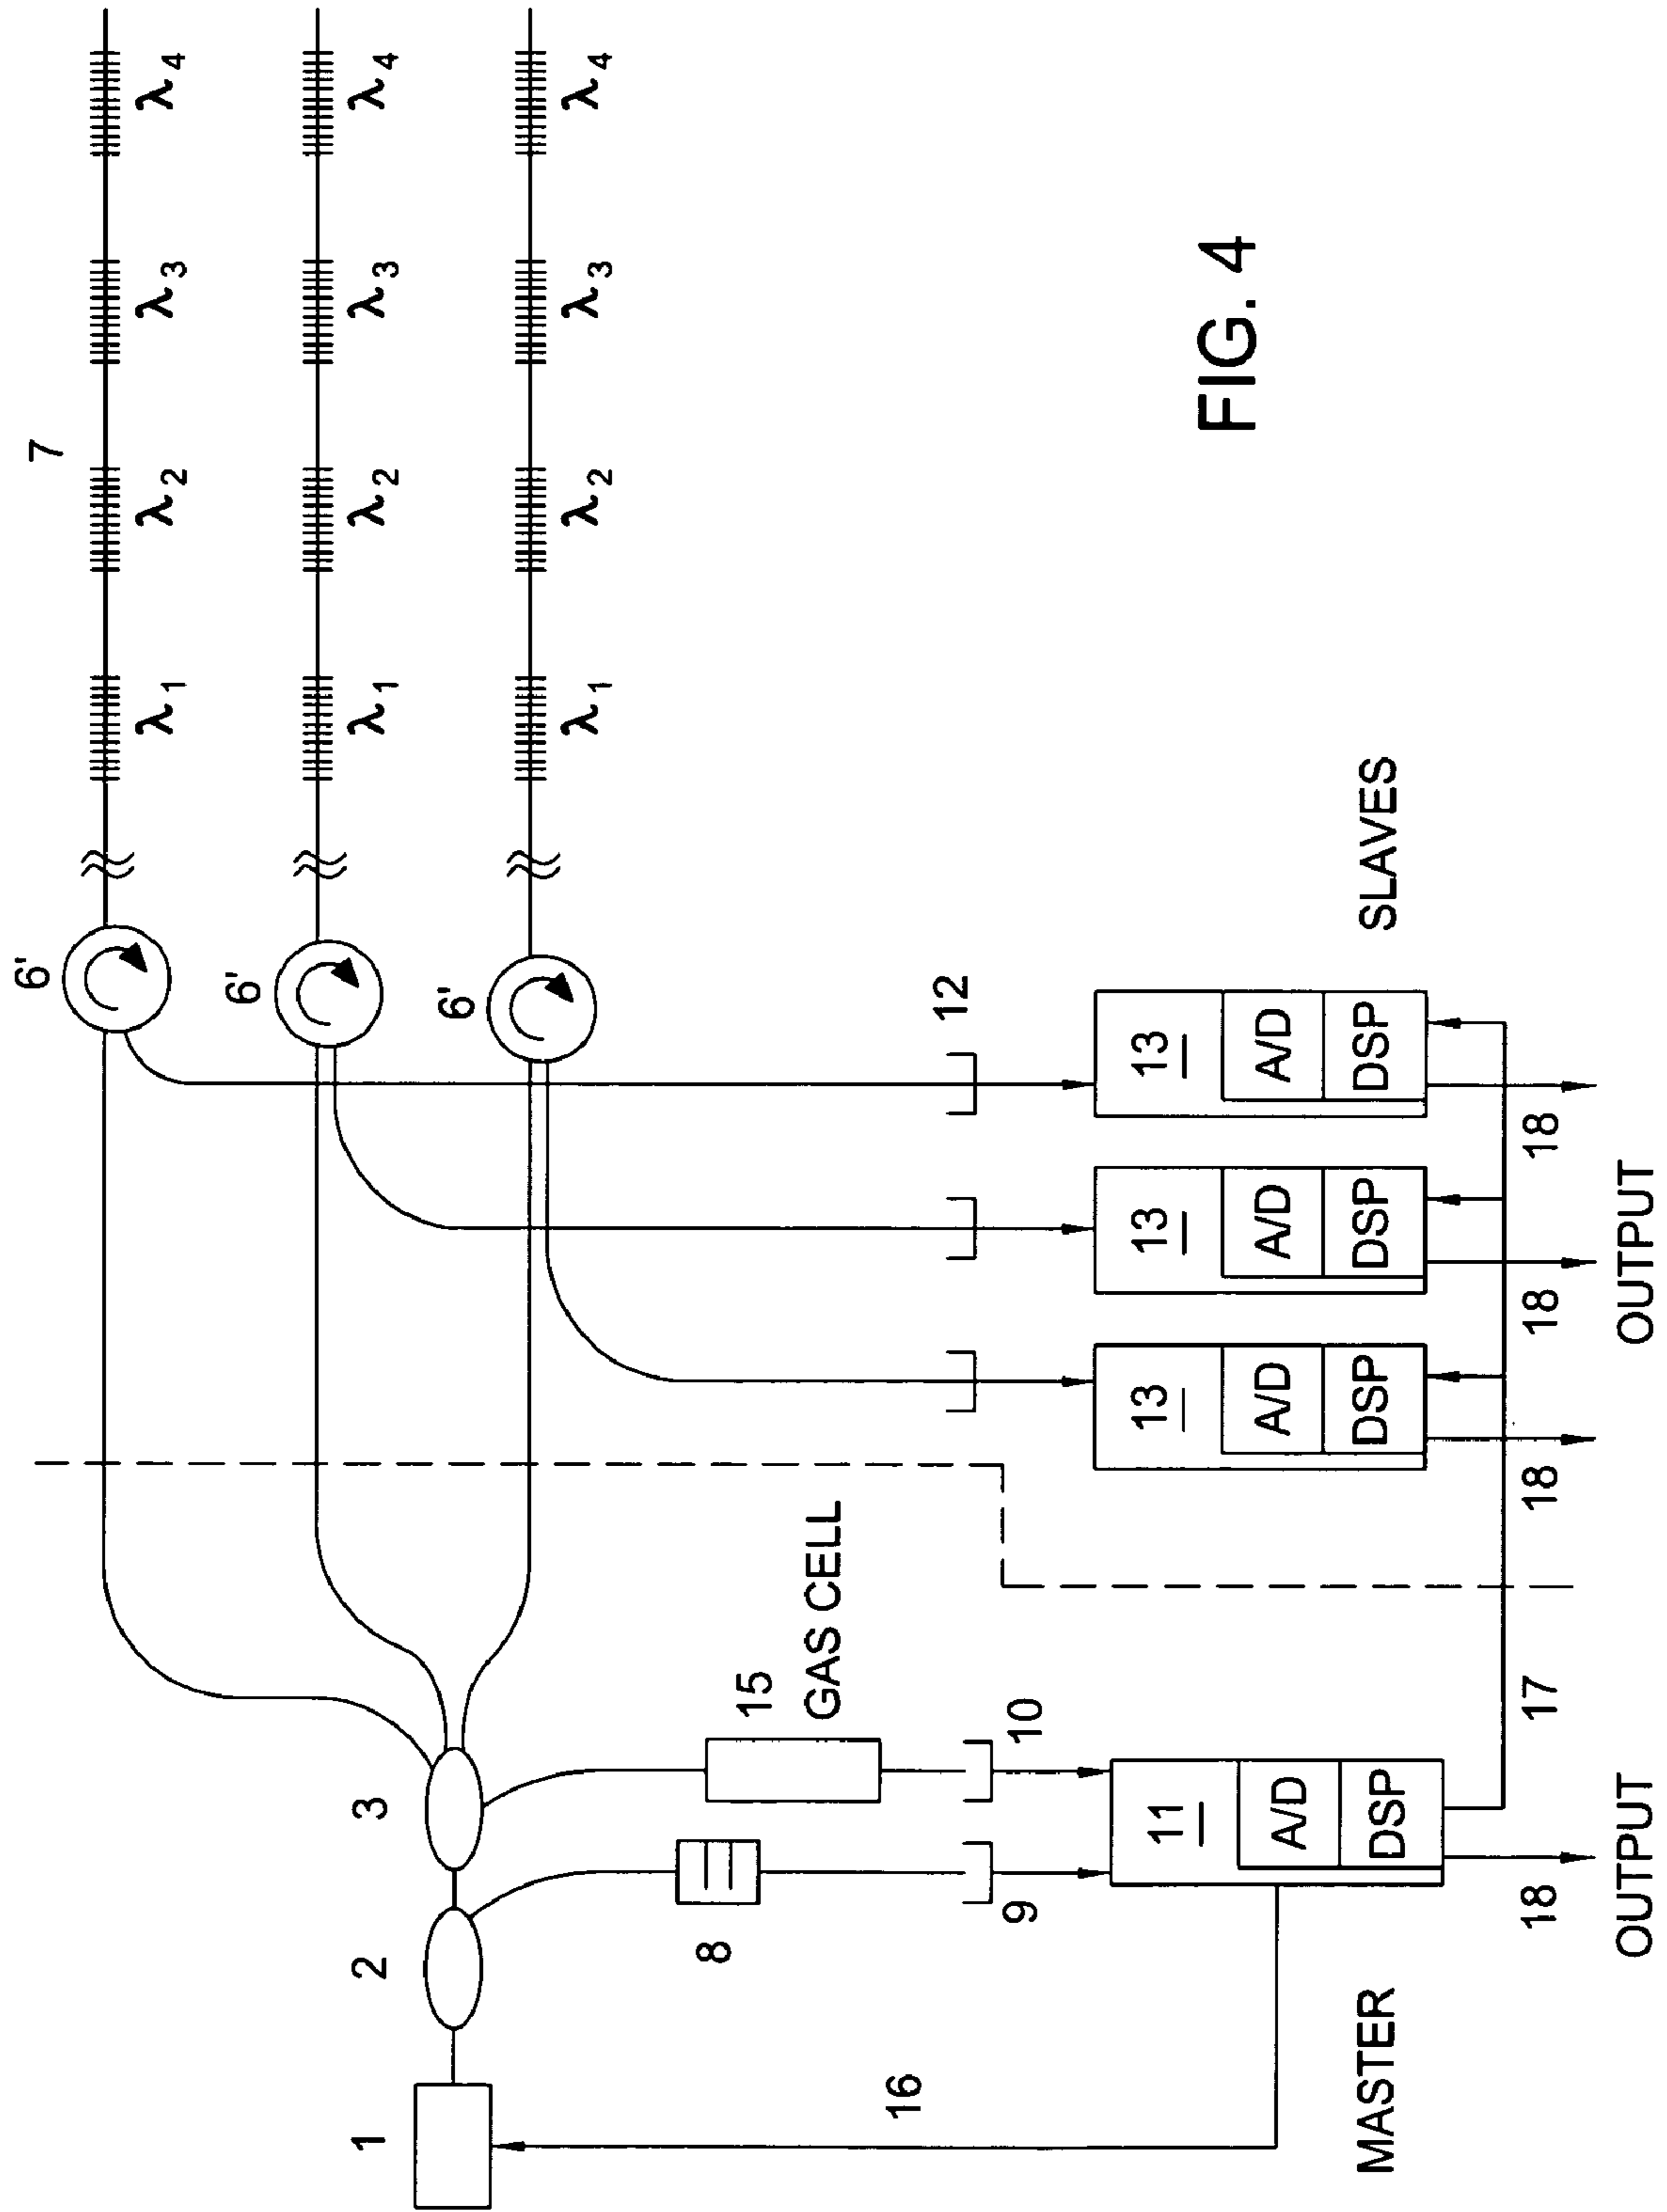 7
6'
λ1 λ2 λ3 λ4
6'
λ1 λ2 λ3 λ4
6'
λ1 λ2 λ3 λ4
1
2
3
8
15
GAS CELL
16
9
10
12
11
A/D
DSP
13
A/D
DSP
13
A/D
DSP
13
A/D
DSP
MASTER
SLAVES
18
17
18
18
18
OUTPUT
OUTPUT
FIG. 4